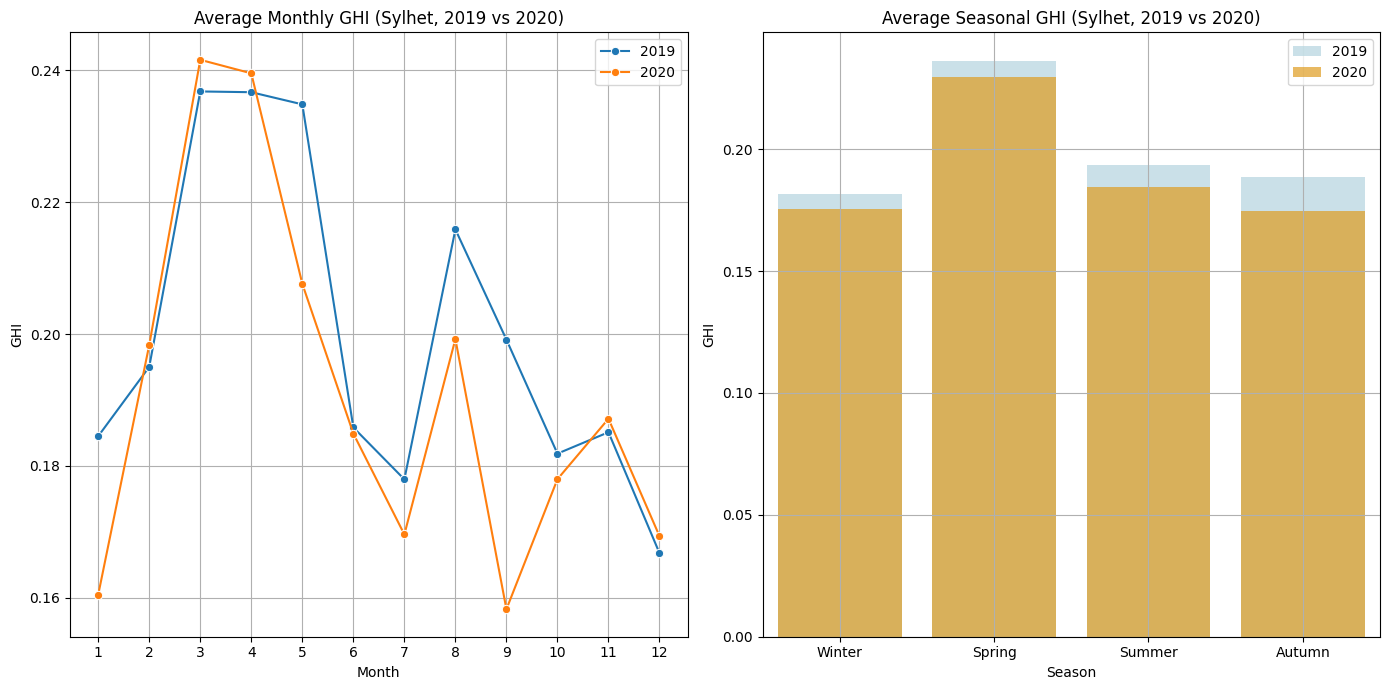 Average Monthly GHI (Sylhet, 2019 vs 2020)
2019
2020
GHI
0.24
0.22
0.20
0.18
0.16
1 2 3 4 5 6 7 8 9 10 11 12
Month
Average Seasonal GHI (Sylhet, 2019 vs 2020)
2019
2020
GHI
0.20
0.15
0.10
0.05
0.00
Winter Spring Summer Autumn
Season